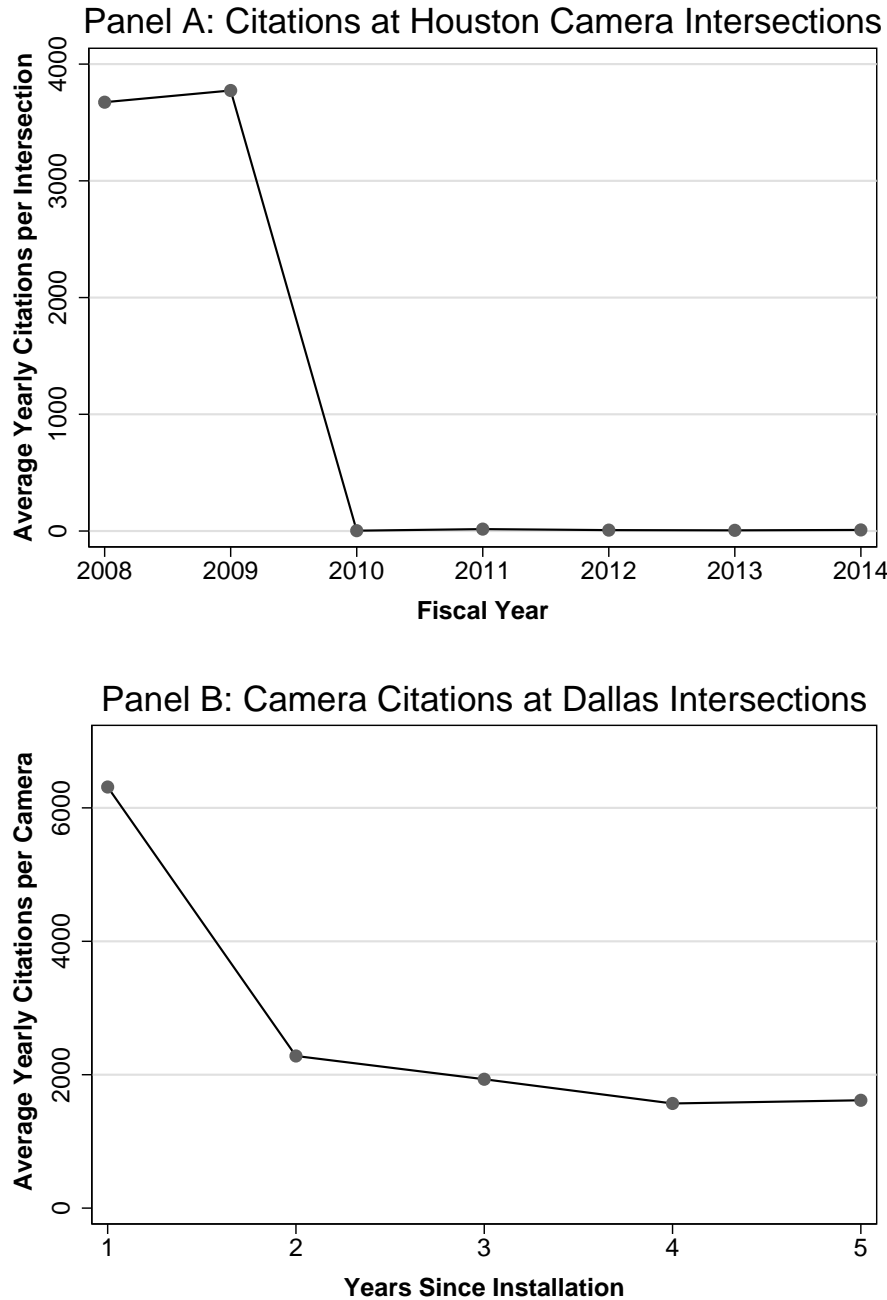 Panel A: Citations at Houston Camera Intersections
Average Yearly Citations per Intersection
4000
3000
2000
1000
0
2008 2009 2010 2011 2012 2013 2014
Fiscal Year
Panel B: Camera Citations at Dallas Intersections
Average Yearly Citations per Camera
6000
4000
2000
0
1 2 3 4 5
Years Since Installation